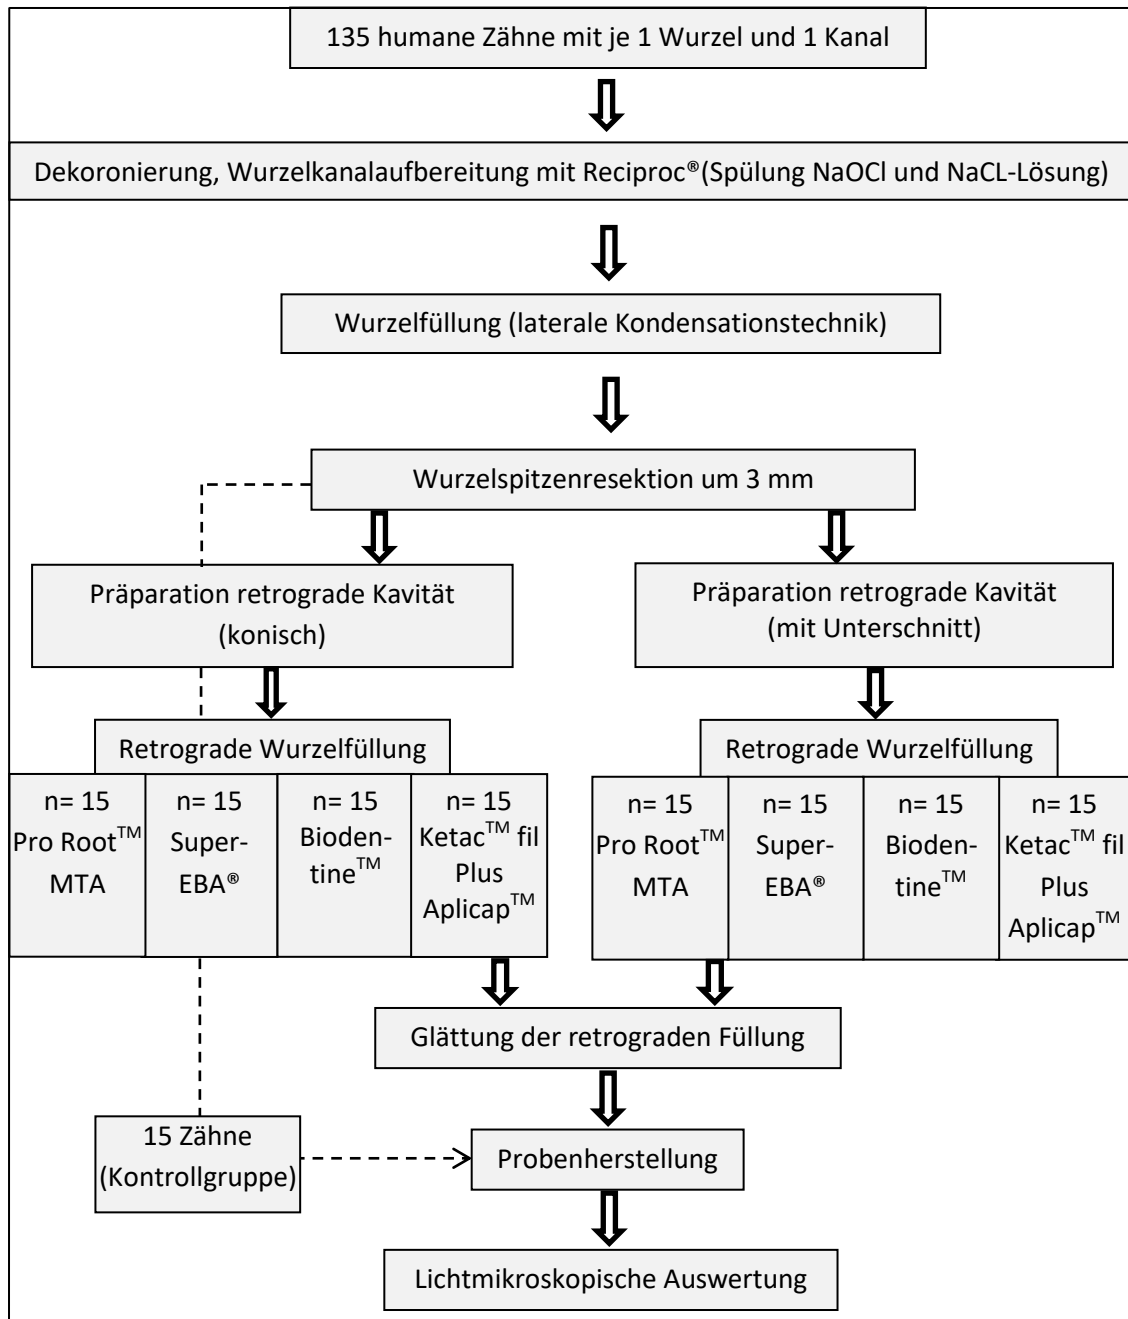 135 humane Zähne mit je 1 Wurzel und 1 Kanal
Dekoronierung, Wurzelkanalaufbereitung mit Reciproc®(Spülung NaOCl und NaCL-Lösung)
Wurzelfüllung (laterale Kondensationstechnik)
Wurzelspitzenresektion um 3 mm
Präparation retrograde Kavität
(konisch)
Präparation retrograde Kavität
(mit Unterschnitt)
Retrograde Wurzelfüllung
n= 15
Pro Root™
MTA
n= 15
Super-
EBA®
n= 15
Bioden-
tine™
n= 15
Ketac™ fil
Plus
Aplicap™
Retrograde Wurzelfüllung
n= 15
Pro Root™
MTA
n= 15
Super-
EBA®
n= 15
Bioden-
tine™
n= 15
Ketac™ fil
Plus
Aplicap™
Glättung der retrograden Füllung
15 Zähne
(Kontrollgruppe)
Probenherstellung
Lichtmikroskopische Auswertung